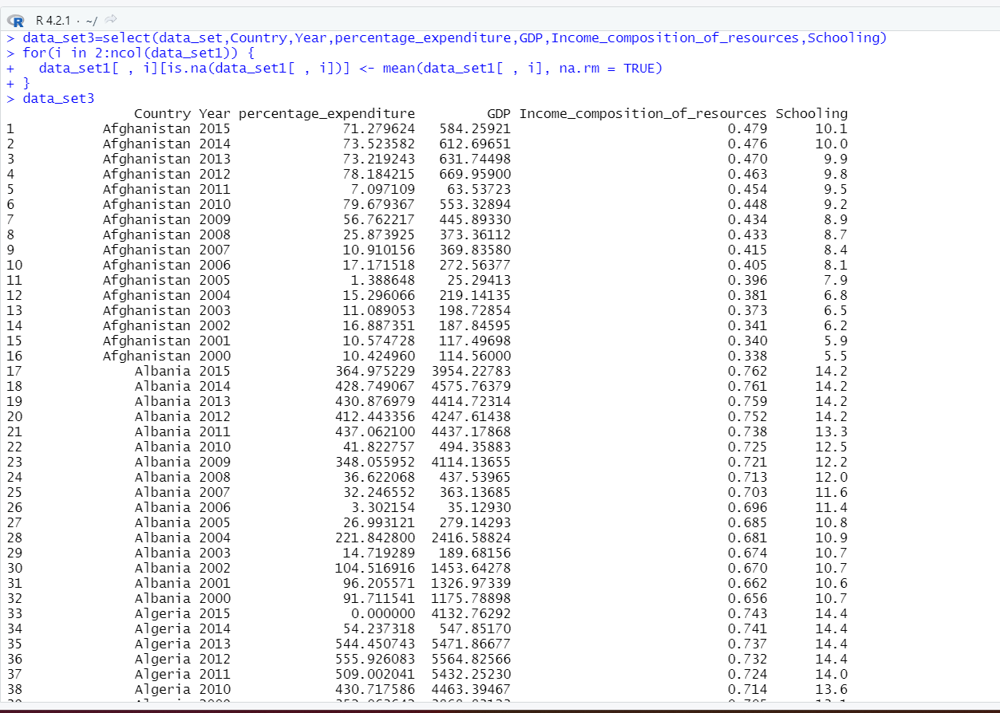 R 4.2.1 · ~/
> data_set3=select(data_set,Country,Year,percentage_expenditure,GDP,Income_composition_of_resources,Schooling)
> for(i in 2:ncol(data_set1)) {
+   data_set1[ , i][is.na(data_set1[ , i])] <- mean(data_set1[ , i], na.rm = TRUE)
+ }
> data_set3
Country Year percentage_expenditure GDP Income_composition_of_resources Schooling
1 Afghanistan 2015 71.279624 584.25921 0.479 10.1
2 Afghanistan 2014 73.523582 612.69651 0.476 10.0
3 Afghanistan 2013 73.219243 631.74498 0.470 9.9
4 Afghanistan 2012 78.184215 669.95900 0.463 9.8
5 Afghanistan 2011 7.097109 63.53723 0.454 9.5
6 Afghanistan 2010 79.679367 553.32894 0.448 9.2
7 Afghanistan 2009 56.762217 445.89330 0.434 8.9
8 Afghanistan 2008 25.873925 373.36112 0.433 8.7
9 Afghanistan 2007 10.910156 369.83580 0.415 8.4
10 Afghanistan 2006 17.171518 272.56377 0.405 8.1
11 Afghanistan 2005 1.388648 25.29413 0.396 7.9
12 Afghanistan 2004 15.296066 219.14135 0.381 6.8
13 Afghanistan 2003 11.089053 198.72854 0.373 6.5
14 Afghanistan 2002 16.887351 187.84595 0.341 6.2
15 Afghanistan 2001 10.574728 117.49698 0.340 5.9
16 Afghanistan 2000 10.424960 114.56000 0.338 5.5
17 Albania 2015 364.975229 3954.22783 0.762 14.2
18 Albania 2014 428.749067 4575.76379 0.761 14.2
19 Albania 2013 430.876979 4414.72314 0.759 14.2
20 Albania 2012 412.443356 4247.61438 0.752 14.2
21 Albania 2011 437.062100 4437.17868 0.738 13.3
22 Albania 2010 41.822757 494.35883 0.725 12.5
23 Albania 2009 348.055952 4114.13655 0.721 12.2
24 Albania 2008 36.622068 437.53965 0.713 12.0
25 Albania 2007 32.246552 363.13685 0.703 11.6
26 Albania 2006 3.302154 35.12930 0.696 11.4
27 Albania 2005 26.993121 279.14293 0.685 10.8
28 Albania 2004 221.842800 2416.58824 0.681 10.9
29 Albania 2003 14.719289 189.68156 0.674 10.7
30 Albania 2002 104.516916 1453.64278 0.670 10.7
31 Albania 2001 96.205571 1326.97339 0.662 10.6
32 Albania 2000 91.711541 1175.78898 0.656 10.7
33 Algeria 2015 0.000000 4132.76292 0.743 14.4
34 Algeria 2014 54.237318 547.85170 0.741 14.4
35 Algeria 2013 544.450743 5471.86677 0.737 14.4
36 Algeria 2012 555.926083 5564.82566 0.732 14.4
37 Algeria 2011 509.002041 5432.25230 0.724 14.0
38 Algeria 2010 430.717586 4463.39467 0.714 13.6